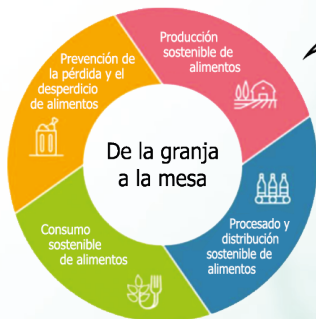 Prevención de
la pérdida y el
desperdicio
de alimentos
Producción
sostenible de
alimentos
De la granja
a la mesa
Consumo
sostenible
de alimentos
Procesado y
distribución
sostenible de
alimentos